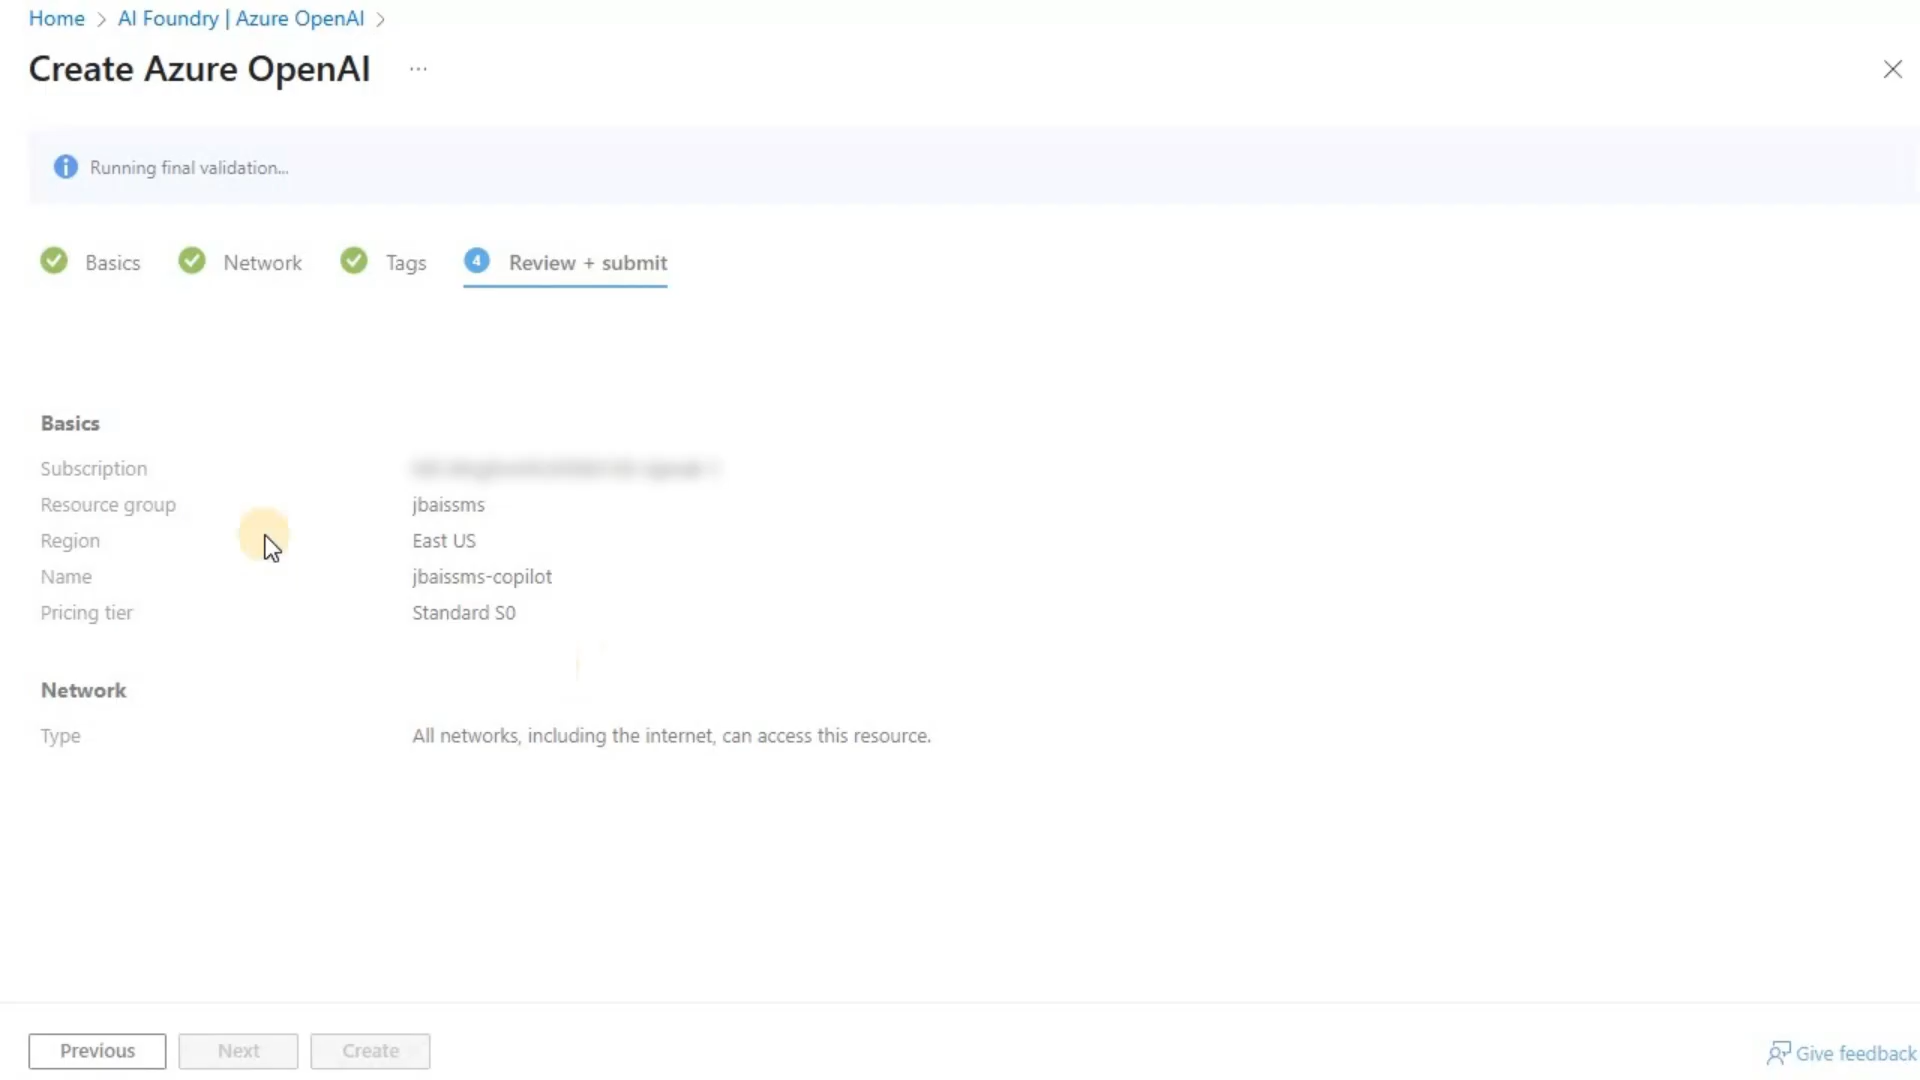 Home > AI Foundry | Azure OpenAI >
Create Azure OpenAI ...
Running final validation...
Basics Network Tags 4 Review + submit
Basics
Subscription
Resource group jbaissms
Region East US
Name jbaissms-copilot
Pricing tier Standard S0
Network
Type All networks, including the internet, can access this resource.
Previous Next Create Give feedback